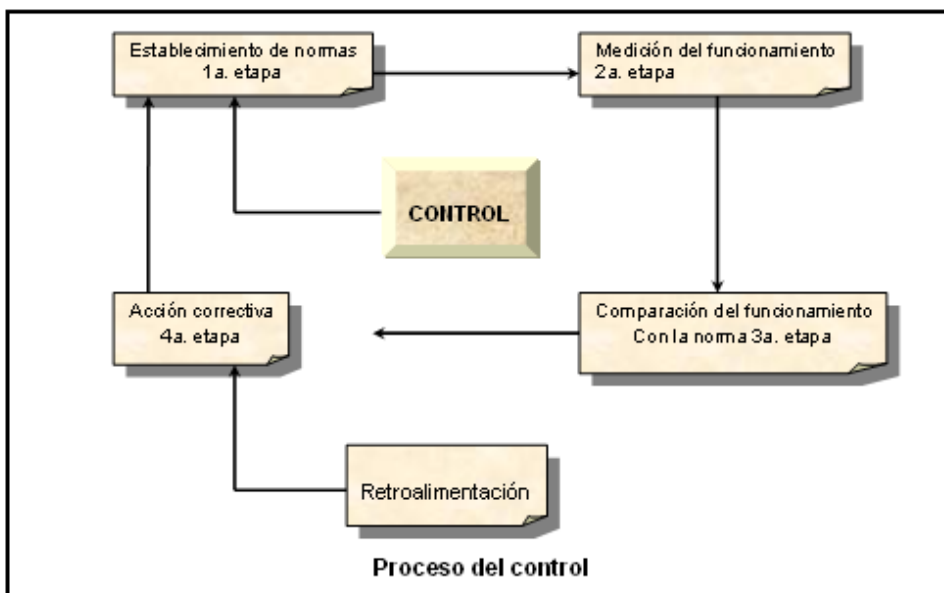 Establecimiento de normas
1a. etapa
Medición del funcionamiento
2a. etapa
CONTROL
Acción correctiva
4a. etapa
Comparación del funcionamiento
Con la norma 3a. etapa
Retroalimentación
Proceso del control